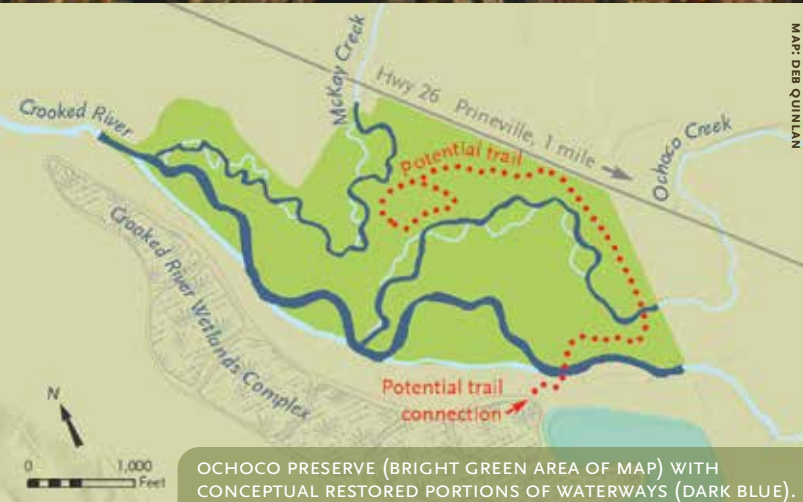 MAP: DEB QUINLAN
McKay Creek
Crooked River
Hwy 26 Prineville, 1 mile
Ochoco Creek
Potential trail
Crooked River Wetlands Complex
Potential trail
connection
N
0 1,000
Feet
OCHOCO PRESERVE (BRIGHT GREEN AREA OF MAP) WITH
CONCEPTUAL RESTORED PORTIONS OF WATERWAYS (DARK BLUE).